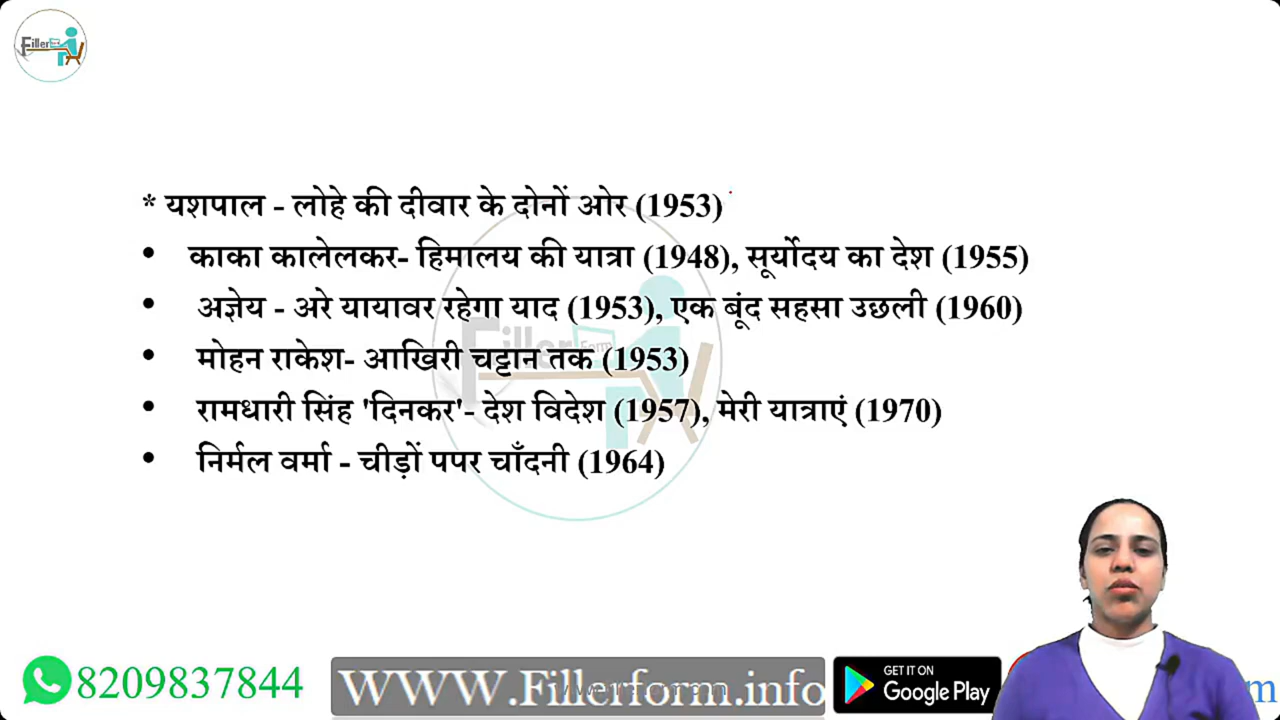 Fillerform
* यशपाल - लोहे की दीवार के दोनों ओर (1953)
• काका कालेलकर- हिमालय की यात्रा (1948), सूर्योदय का देश (1955)
• अज्ञेय - अरे यायावर रहेगा याद (1953), एक बूंद सहसा उछली (1960)
• मोहन राकेश- आखिरी चट्टान तक (1953)
• रामधारी सिंह 'दिनकर'- देश विदेश (1957), मेरी यात्राएं (1970)
• निर्मल वर्मा - चीड़ों पपर चाँदनी (1964)
8209837844
WWW.Fillerform.info
GET IT ON
Google Play